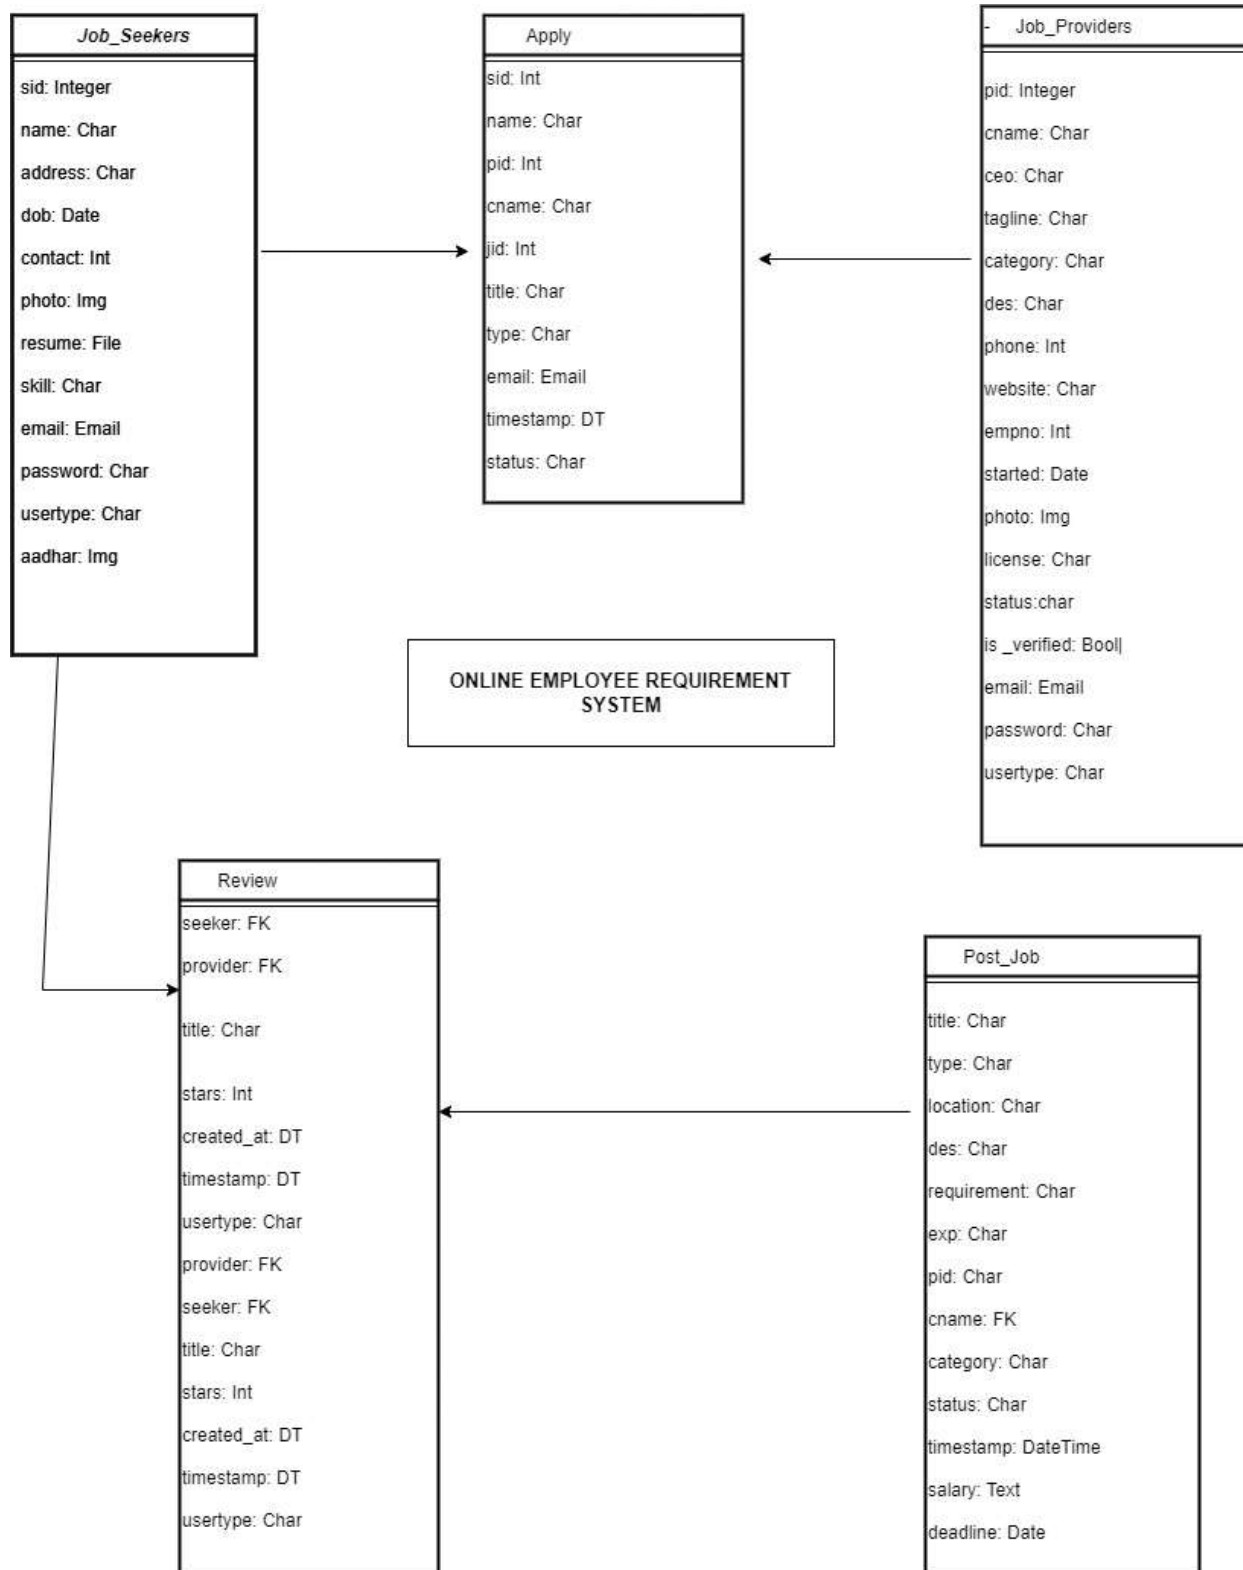 Job_Seekers
sid: Integer
name: Char
address: Char
dob: Date
contact: Int
photo: Img
resume: File
skill: Char
email: Email
password: Char
usertype: Char
aadhar: Img
Apply
sid: Int
name: Char
pid: Int
cname: Char
jid: Int
title: Char
type: Char
email: Email
timestamp: DT
status: Char
- Job_Providers
pid: Integer
cname: Char
ceo: Char
tagline: Char
category: Char
des: Char
phone: Int
website: Char
empno: Int
started: Date
photo: Img
license: Char
status:char
is _verified: Bool|
email: Email
password: Char
usertype: Char
ONLINE EMPLOYEE REQUIREMENT
SYSTEM
Review
seeker: FK
provider: FK
title: Char
stars: Int
created_at: DT
timestamp: DT
usertype: Char
provider: FK
seeker: FK
title: Char
stars: Int
created_at: DT
timestamp: DT
usertype: Char
Post_Job
title: Char
type: Char
location: Char
des: Char
requirement: Char
exp: Char
pid: Char
cname: FK
category: Char
status: Char
timestamp: DateTime
salary: Text
deadline: Date